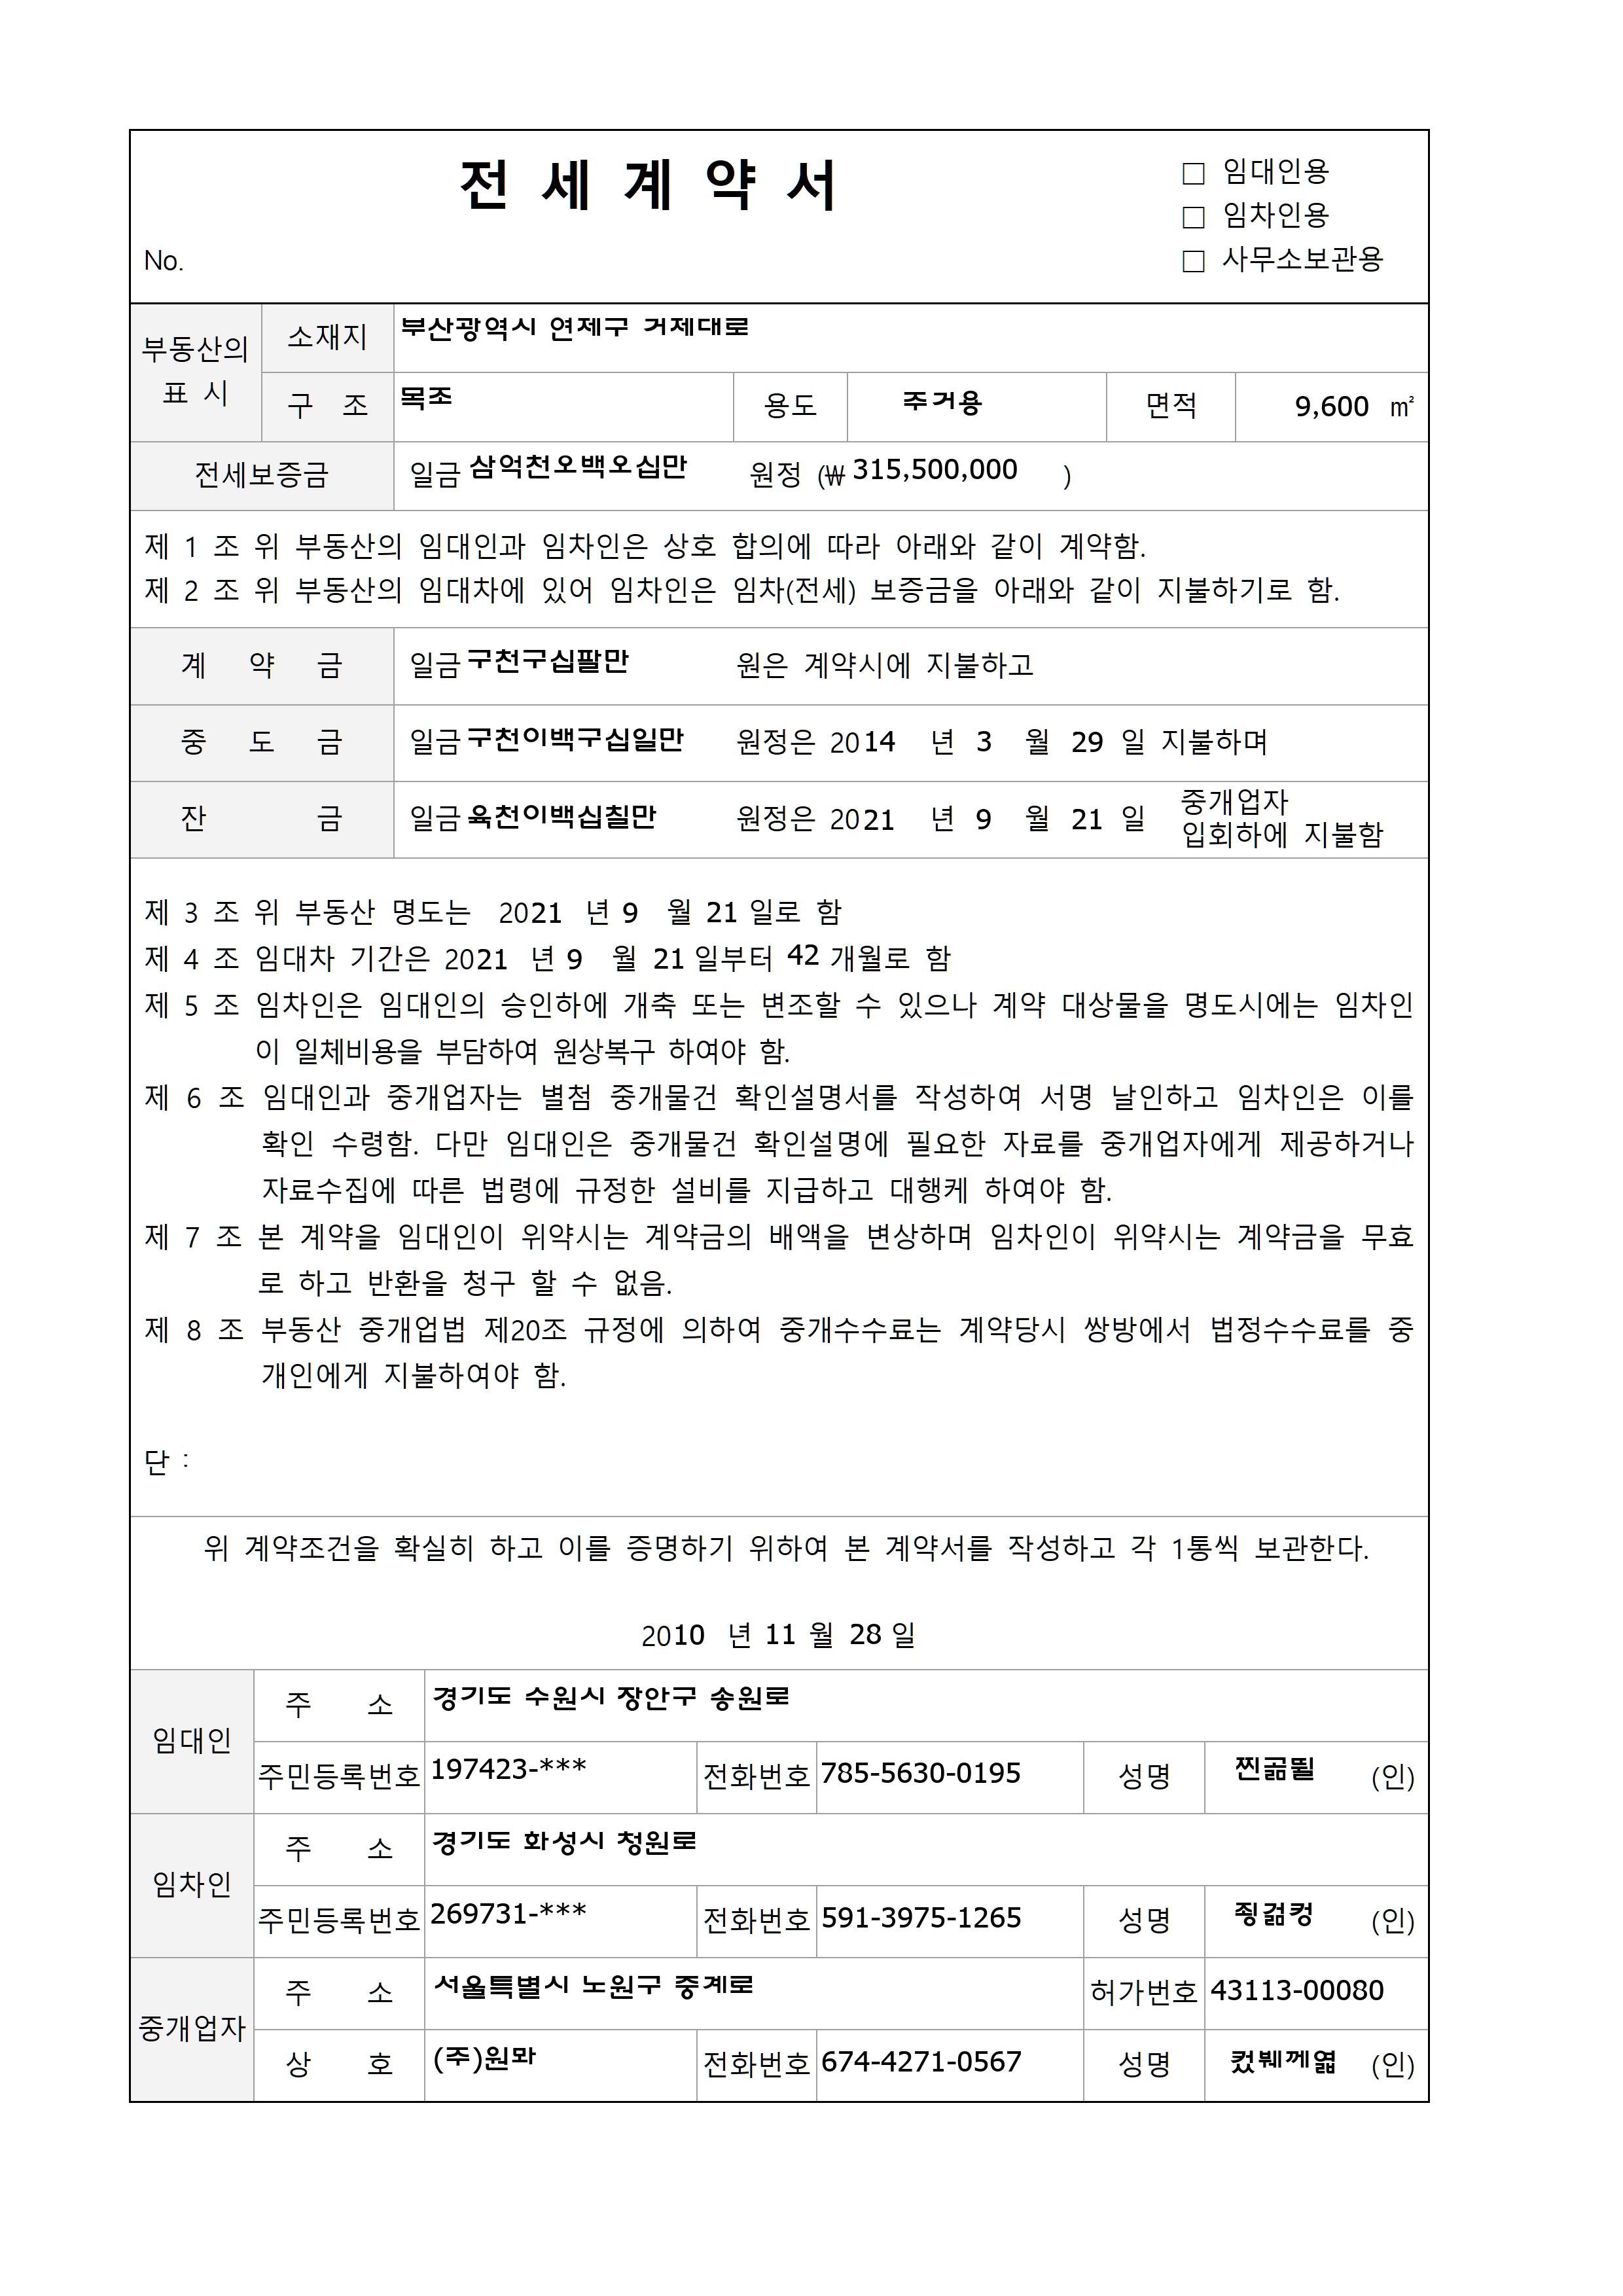 전 세 계 약 서
□ 임대인용
□ 임차인용
□ 사무소보관용
No.
부동산의 표 시
소재지 부산광역시 연제구 거제대로
구 조 목조 용도 주거용 면적 9,600 ㎡
전세보증금 일금 삼억천오백오십만 원정 (₩ 315,500,000 )
제 1 조 위 부동산의 임대인과 임차인은 상호 합의에 따라 아래와 같이 계약함.
제 2 조 위 부동산의 임대차에 있어 임차인은 임차(전세) 보증금을 아래와 같이 지불하기로 함.
계 약 금 일금 구천구십팔만 원은 계약시에 지불하고
중 도 금 일금 구천이백구십일만 원정은 2014 년 3 월 29 일 지불하며
잔 금 일금 육천이백십칠만 원정은 2021 년 9 월 21 일 중개업자 입회하에 지불함
제 3 조 위 부동산 명도는 2021 년 9 월 21 일로 함
제 4 조 임대차 기간은 2021 년 9 월 21 일부터 42 개월로 함
제 5 조 임차인은 임대인의 승인하에 개축 또는 변조할 수 있으나 계약 대상물을 명도시에는 임차인
이 일체비용을 부담하여 원상복구 하여야 함.
제 6 조 임대인과 중개업자는 별첨 중개물건 확인설명서를 작성하여 서명 날인하고 임차인은 이를
확인 수령함. 다만 임대인은 중개물건 확인설명에 필요한 자료를 중개업자에게 제공하거나
자료수집에 따른 법령에 규정한 설비를 지급하고 대행케 하여야 함.
제 7 조 본 계약을 임대인이 위약시는 계약금의 배액을 변상하며 임차인이 위약시는 계약금을 무효
로 하고 반환을 청구 할 수 없음.
제 8 조 부동산 중개업법 제20조 규정에 의하여 중개수수료는 계약당시 쌍방에서 법정수수료를 중
개인에게 지불하여야 함.
단 :
위 계약조건을 확실히 하고 이를 증명하기 위하여 본 계약서를 작성하고 각 1통씩 보관한다.
2010 년 11 월 28 일
임대인
주 소 경기도 수원시 장안구 송원로
주민등록번호 197423-*** 전화번호 785-5630-0195 성명 (인)
임차인
주 소 경기도 화성시 청원로
주민등록번호 269731-*** 전화번호 591-3975-1265 성명 (인)
중개업자
주 소 서울특별시 노원구 중계로 허가번호 43113-00080
상 호 (주)원뫄 전화번호 674-4271-0567 성명 (인)